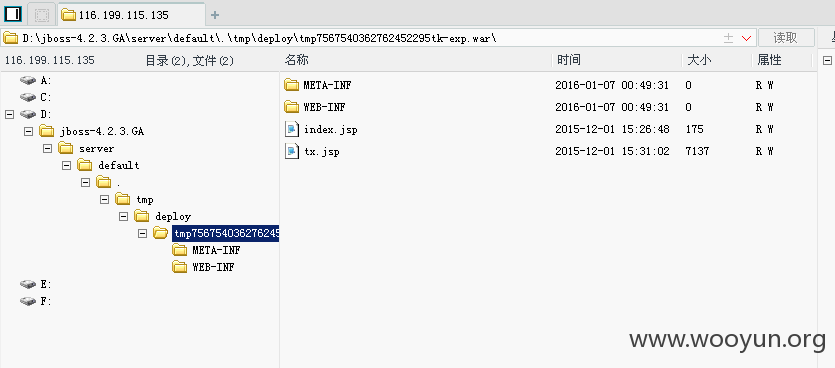 116.199.115.135
D:\jboss-4.2.3.GA\server\default\.\tmp\deploy\tmp7567540362762452295tk-exp.war\ 读取
116.199.115.135 目录(2),文件(2) 名称 时间 大小 属性
A:
C:
D:
jboss-4.2.3.GA
server
default
.
tmp
deploy
tmp756754036276245
META-INF
WEB-INF
E:
F:
META-INF 2016-01-07 00:49:31 0 R W
WEB-INF 2016-01-07 00:49:31 0 R W
index.jsp 2015-12-01 15:26:48 175 R W
tx.jsp 2015-12-01 15:31:02 7137 R W
www.wooyun.org